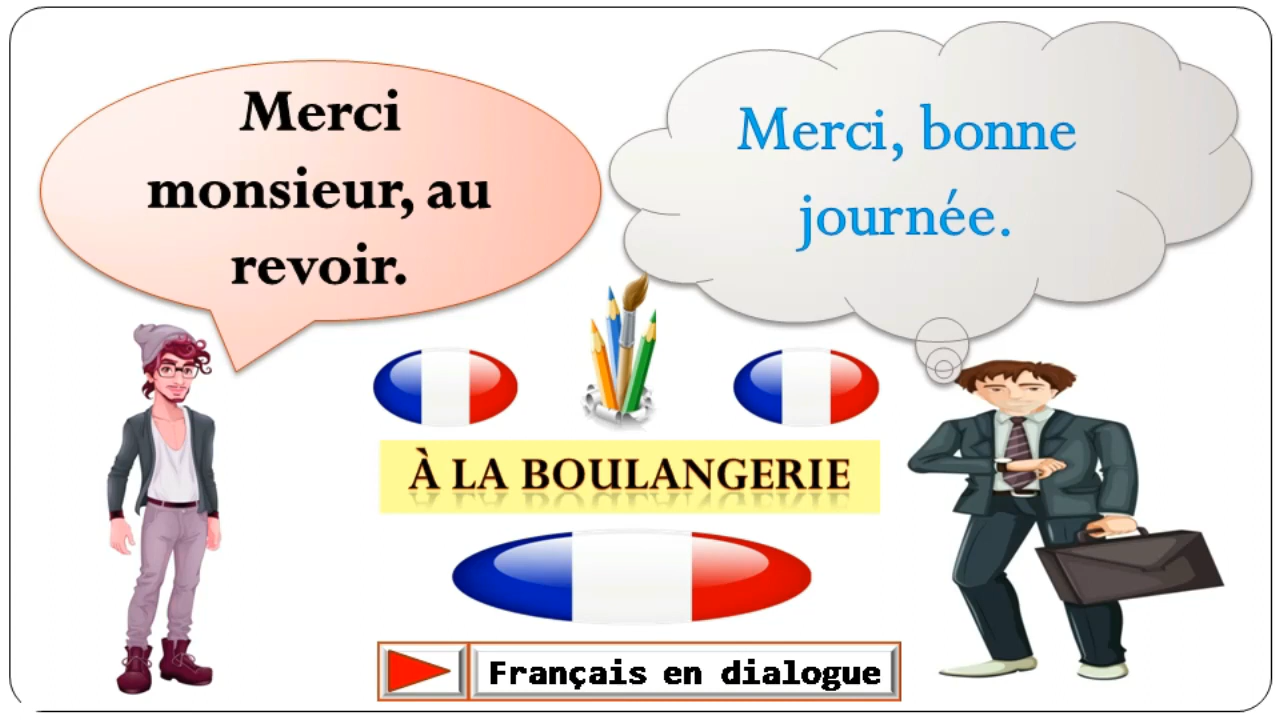 Merci
monsieur, au
revoir.
Merci, bonne
journée.
À LA BOULANGERIE
Français en dialogue